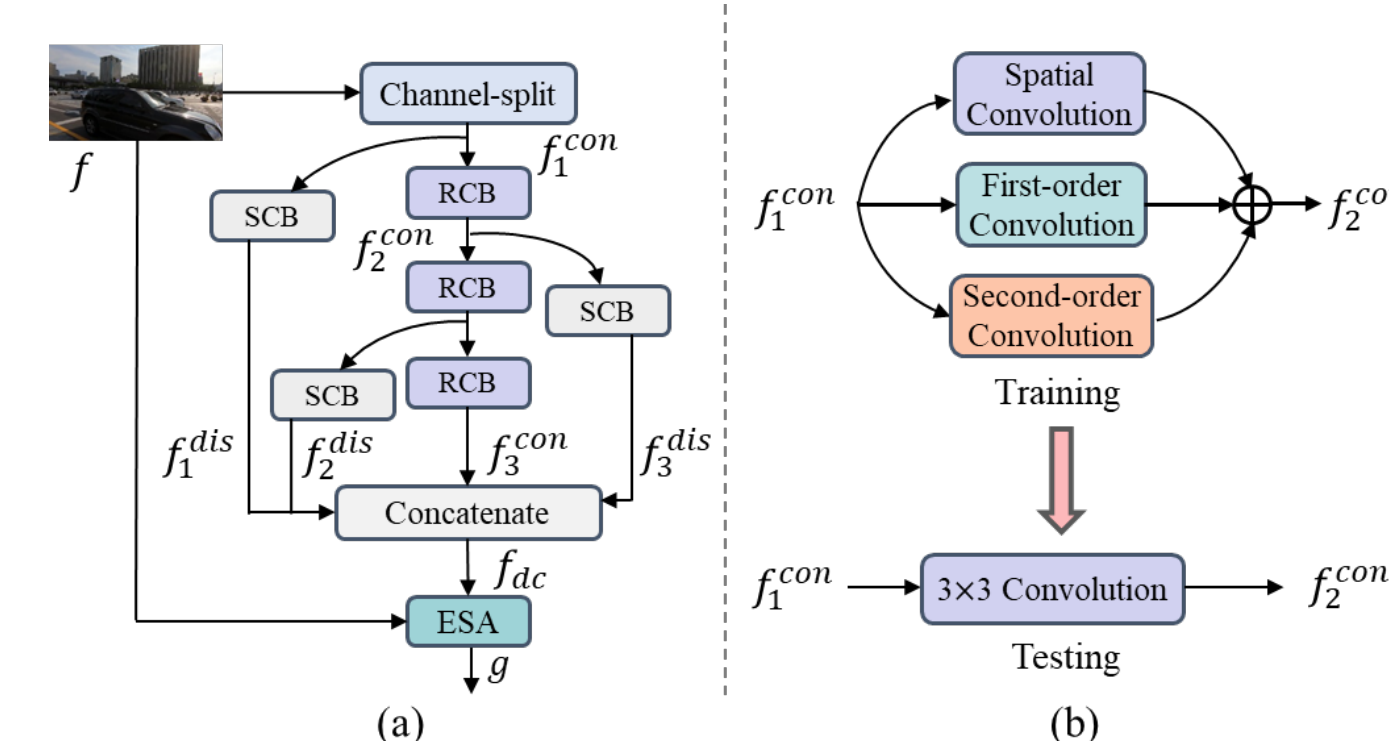 Channel-split
f
f_1^{con}
RCB
SCB
f_2^{con}
RCB
SCB
SCB
RCB
f_1^{dis}
f_2^{dis}
f_3^{con}
f_3^{dis}
Concatenate
f_{dc}
ESA
g
(a)
Spatial
Convolution
f_1^{con}
First-order
Convolution
f_2^{co
Second-order
Convolution
Training
f_1^{con}
3×3 Convolution
f_2^{con}
Testing
(b)